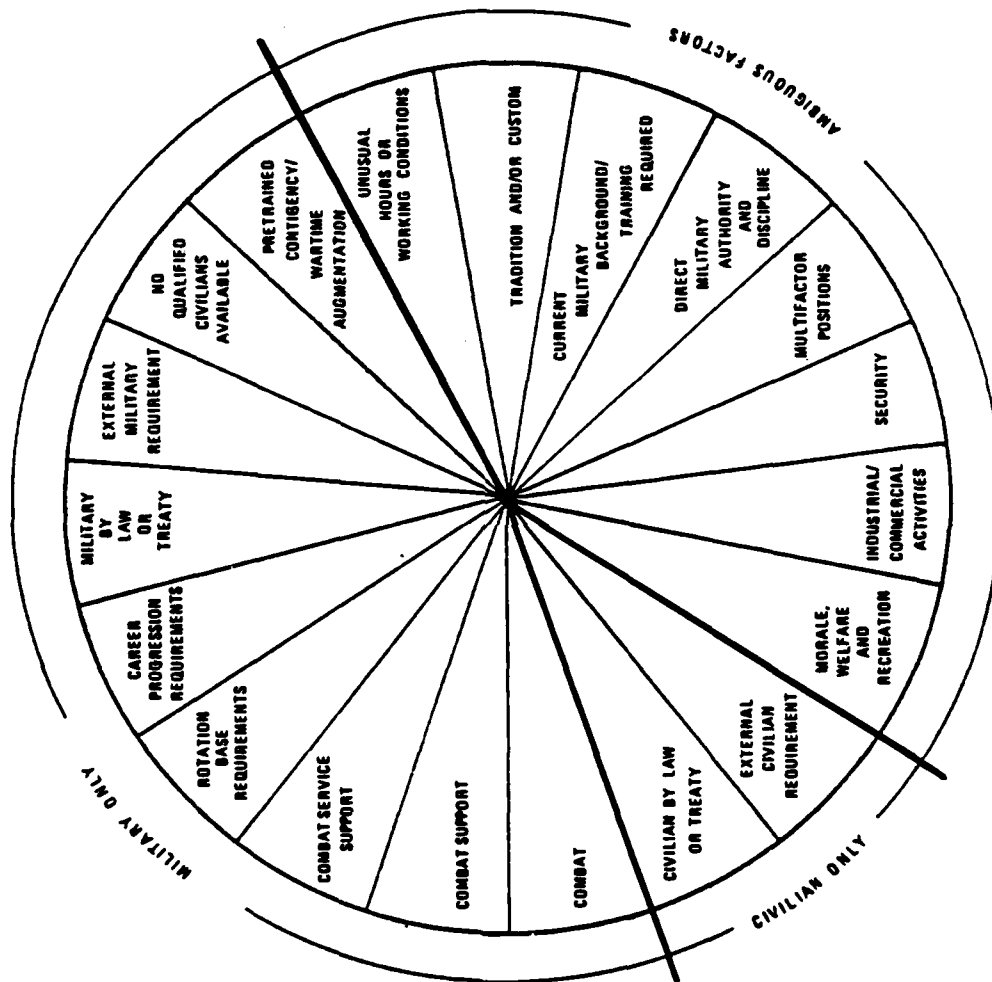 MILITARY ONLY
COMBAT
COMBAT SUPPORT
COMBAT SERVICE
SUPPORT
ROTATION
BASE
REQUIREMENTS
CAREER
PROGRESSION
REQUIREMENTS
MILITARY
BY
LAW
OR
TREATY
EXTERNAL
MILITARY
REQUIREMENT
NO
QUALIFIED
CIVILIANS
AVAILABLE
PRETRAINED
CONTIGENCY/
WARTIME
AUGMENTATION
AMBIGUOUS FACTORS
UNUSUAL
HOURS OR
WORKING CONDITIONS
TRADITION AND/OR CUSTOM
CURRENT
MILITARY
BACKGROUND/
TRAINING
REQUIRED
DIRECT
MILITARY
AUTHORITY
AND
DISCIPLINE
MULTIFACTOR
POSITIONS
SECURITY
INDUSTRIAL/
COMMERCIAL
ACTIVITIES
MORALE,
WELFARE
AND
RECREATION
CIVILIAN ONLY
EXTERNAL
CIVILIAN
REQUIREMENT
CIVILIAN BY LAW
OR TREATY